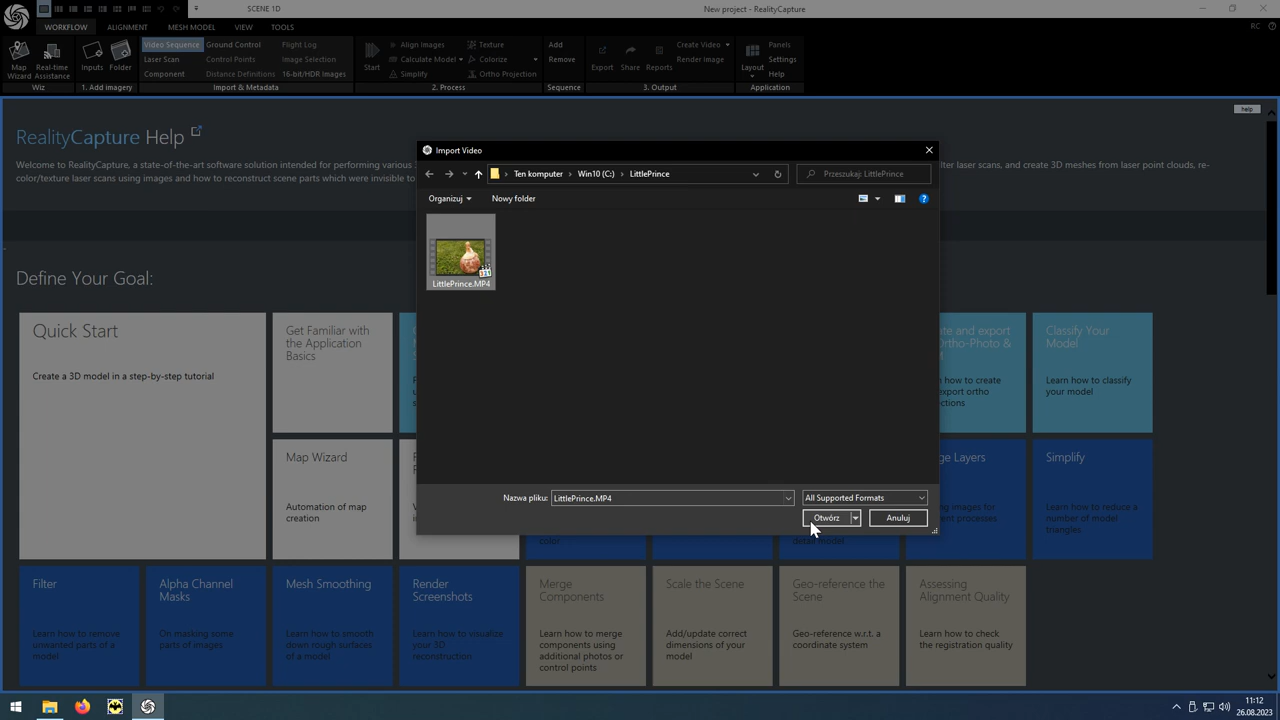 SCENE 1D
New project - RealityCapture
WORKFLOW
ALIGNMENT
MESH MODEL
VIEW
TOOLS
RC
Map Wizard
Real-time Assistance
Wiz
Inputs
Folder
1. Add imagery
Video Sequence
Ground Control
Flight Log
Laser Scan
Control Points
Image Selection
Component
Distance Definitions
16-bit/HDR Images
Import & Metadata
Start
Align Images
Texture
Calculate Model
Colorize
Simplify
Ortho Projection
2. Process
Add
Remove
Sequence
Export
Share
Reports
Create Video
Render Image
3. Output
Layout
Panels
Settings
Help
Application
help
RealityCapture Help
Welcome to RealityCapture, a state-of-the-art software solution intended for performing various 3
ter laser scans, and create 3D meshes from laser point clouds, re-
color/texture laser scans using images and how to reconstruct scene parts which were invisible to
Import Video
Ten komputer
Win10 (C:)
LittlePrince
Przeszukaj: LittlePrince
Organizuj
Nowy folder
321
LittlePrince.MP4
Nazwa pliku:
LittlePrince.MP4
All Supported Formats
Otwórz
Anuluj
Define Your Goal:
Quick Start
Create a 3D model in a step-by-step tutorial
Get Familiar with
the Application
Basics
Classify Your
Model
Learn how to classify
your model
Map Wizard
Automation of map
creation
color
detail model
Simplify
Learn how to reduce a
number of model
triangles
Filter
Learn how to remove
unwanted parts of a
model
Alpha Channel
Masks
On masking some
parts of images
Mesh Smoothing
Learn how to smooth
down rough surfaces
of a model
Render
Screenshots
Learn how to visualize
your 3D
reconstruction
Merge
Components
Learn how to merge
components using
additional photos or
control points
Scale the Scene
Add/update correct
dimensions of your
model
Geo-reference the
Scene
Geo-reference w.r.t. a
coordinate system
Assessing
Alignment Quality
Learn how to check
the registration quality
11:12
26.08.2023